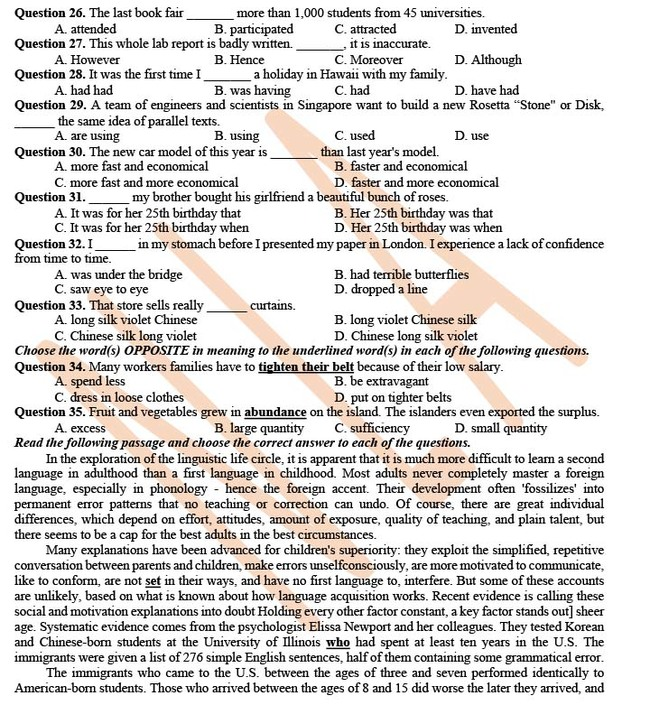 Question 26. The last book fair ______ more than 1,000 students from 45 universities.
A. attended B. participated C. attracted D. invented
Question 27. This whole lab report is badly written. ______, it is inaccurate.
A. However B. Hence C. Moreover D. Although
Question 28. It was the first time I ______ a holiday in Hawaii with my family.
A. had had B. was having C. had D. have had
Question 29. A team of engineers and scientists in Singapore want to build a new Rosetta “Stone" or Disk,
______ the same idea of parallel texts.
A. are using B. using C. used D. use
Question 30. The new car model of this year is ______ than last year's model.
A. more fast and economical B. faster and economical
C. more fast and more economical D. faster and more economical
Question 31. ______ my brother bought his girlfriend a beautiful bunch of roses.
A. It was for her 25th birthday that B. Her 25th birthday was that
C. It was for her 25th birthday when D. Her 25th birthday was when
Question 32. I ______ in my stomach before I presented my paper in London. I experience a lack of confidence
from time to time.
A. was under the bridge B. had terrible butterflies
C. saw eye to eye D. dropped a line
Question 33. That store sells really ______ curtains.
A. long silk violet Chinese B. long violet Chinese silk
C. Chinese silk long violet D. Chinese long silk violet
Choose the word(s) OPPOSITE in meaning to the underlined word(s) in each of the following questions.
Question 34. Many workers families have to tighten their belt because of their low salary.
A. spend less B. be extravagant
C. dress in loose clothes D. put on tighter belts
Question 35. Fruit and vegetables grew in abundance on the island. The islanders even exported the surplus.
A. excess B. large quantity C. sufficiency D. small quantity
Read the following passage and choose the correct answer to each of the questions.
In the exploration of the linguistic life circle, it is apparent that it is much more difficult to learn a second
language in adulthood than a first language in childhood. Most adults never completely master a foreign
language, especially in phonology - hence the foreign accent. Their development often 'fossilizes' into
permanent error patterns that no teaching or correction can undo. Of course, there are great individual
differences, which depend on effort, attitudes, amount of exposure, quality of teaching, and plain talent, but
there seems to be a cap for the best adults in the best circumstances.
Many explanations have been advanced for children's superiority: they exploit the simplified, repetitive
conversation between parents and children, make errors unselfconsciously, are more motivated to communicate,
like to conform, are not set in their ways, and have no first language to, interfere. But some of these accounts
are unlikely, based on what is known about how language acquisition works. Recent evidence is calling these
social and motivation explanations into doubt Holding every other factor constant, a key factor stands out] sheer
age. Systematic evidence comes from the psychologist Elissa Newport and her colleagues. They tested Korean
and Chinese-born students at the University of Illinois who had spent at least ten years in the U.S. The
immigrants were given a list of 276 simple English sentences, half of them containing some grammatical error.
The immigrants who came to the U.S. between the ages of three and seven performed identically to
American-born students. Those who arrived between the ages of 8 and 15 did worse the later they arrived, and